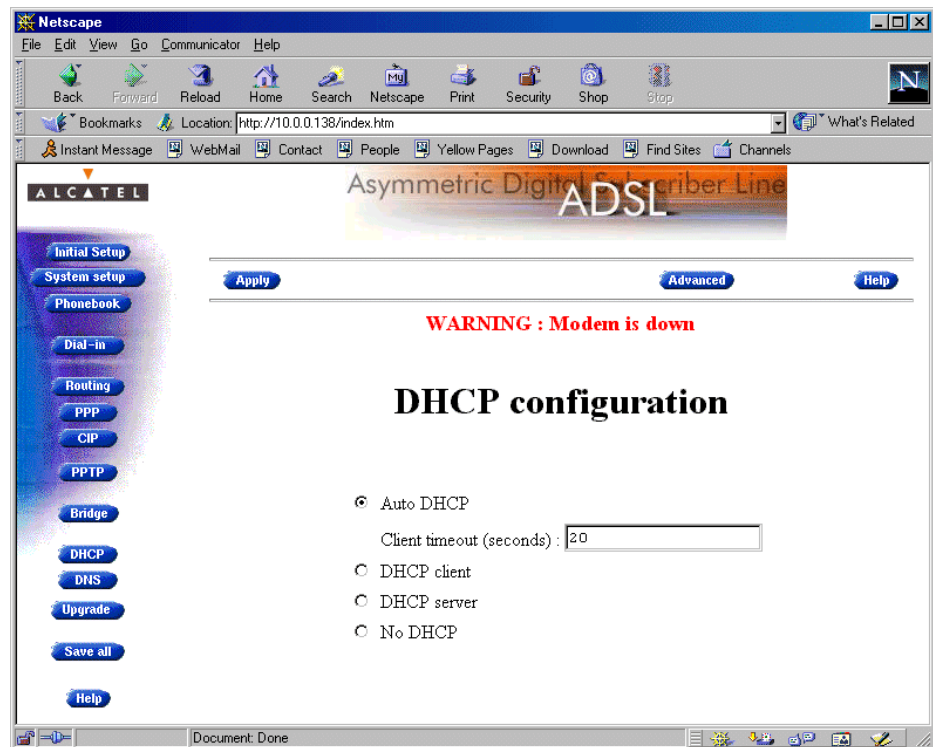 Netscape
File Edit View Go Communicator Help
Back Forward Reload Home Search Netscape Print Security Shop Stop
My
N
Bookmarks Location: http://10.0.0.138/index.htm What's Related
Instant Message WebMail Contact People Yellow Pages Download Find Sites Channels
ALCATEL
Asymmetric Digital Subscriber Line
ADSL
Initial Setup
System setup
Phonebook
Dial-in
Routing
PPP
CIP
PPTP
Bridge
DHCP
DNS
Upgrade
Save all
Help
Apply Advanced Help
WARNING : Modem is down
DHCP configuration
Auto DHCP
Client timeout (seconds) : 20
DHCP client
DHCP server
No DHCP
Document: Done